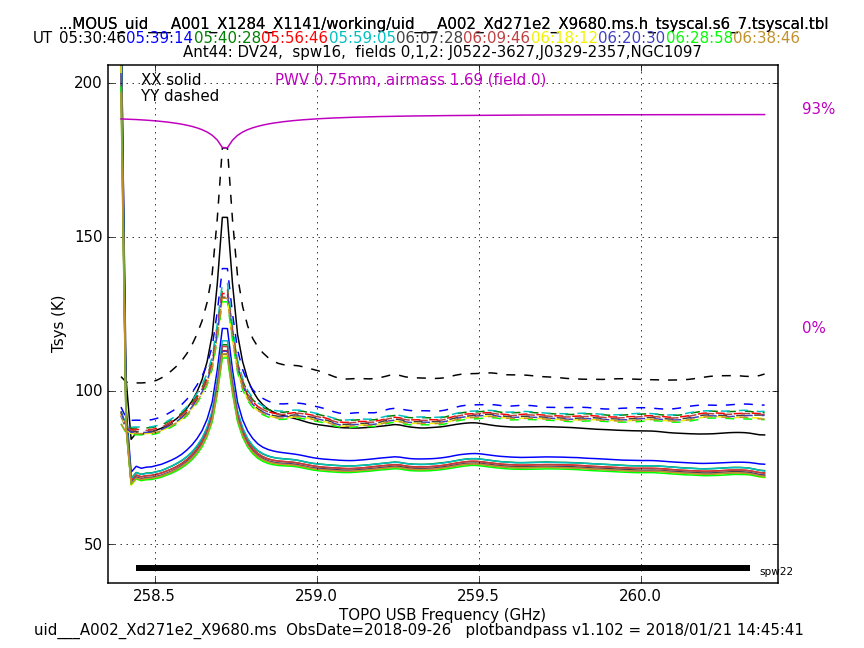 ...MOUS_uid___A001_X1284_X1141/working/uid___A002_Xd271e2_X9680.ms.h_tsyscal.s6_7.tsyscal.tbl
UT 05:30:46 05:39:14 05:40:28 05:56:46 05:59:05 06:07:28 06:09:46 06:18:12 06:20:30 06:28:58 06:38:46
Ant44: DV24,  spw16,  fields 0,1,2: J0522-3627,J0329-2357,NGC1097
XX solid
YY dashed
PWV 0.75mm, airmass 1.69 (field 0)
93%
0%
200
150
100
50
Tsys (K)
spw22
258.5 259.0 259.5 260.0
TOPO USB Frequency (GHz)
uid___A002_Xd271e2_X9680.ms  ObsDate=2018-09-26   plotbandpass v1.102 = 2018/01/21 14:45:41